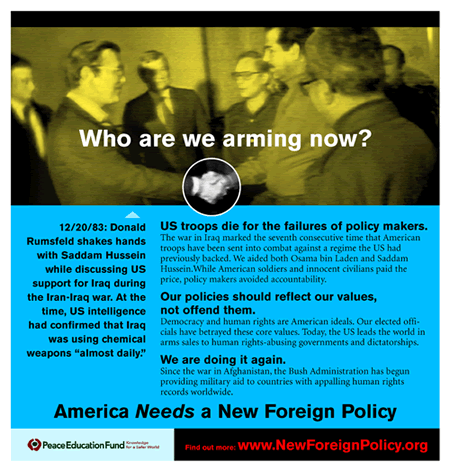 Who are we arming now?
12/20/83: Donald
Rumsfeld shakes hands
with Saddam Hussein
while discussing US
support for Iraq during
the Iran-Iraq war. At the
time, US intelligence
had confirmed that Iraq
was using chemical
weapons “almost daily.”
US troops die for the failures of policy makers.
The war in Iraq marked the seventh consecutive time that American
troops have been sent into combat against a regime the US had
previously backed. We aided both Osama bin Laden and Saddam
Hussein.While American soldiers and innocent civilians paid the
price, policy makers avoided accountability.
Our policies should reflect our values,
not offend them.
Democracy and human rights are American ideals. Our elected offi-
cials have betrayed these core values. Today, the US leads the world in
arms sales to human rights-abusing governments and dictatorships.
We are doing it again.
Since the war in Afghanistan, the Bush Administration has begun
providing military aid to countries with appalling human rights
records worldwide.
America Needs a New Foreign Policy
Peace Education Fund Knowledge
for a Safer World
Find out more: www.NewForeignPolicy.org